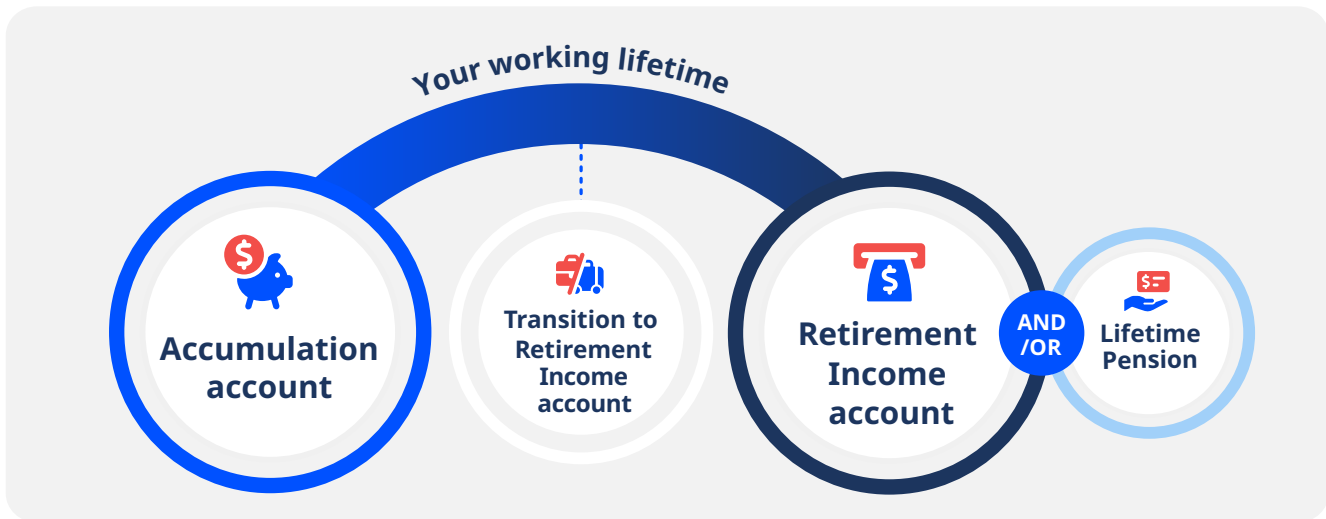 Your working lifetime
$
Accumulation
account
Transition to
Retirement
Income
account
$
Retirement
Income
account
AND
/OR
$
Lifetime
Pension